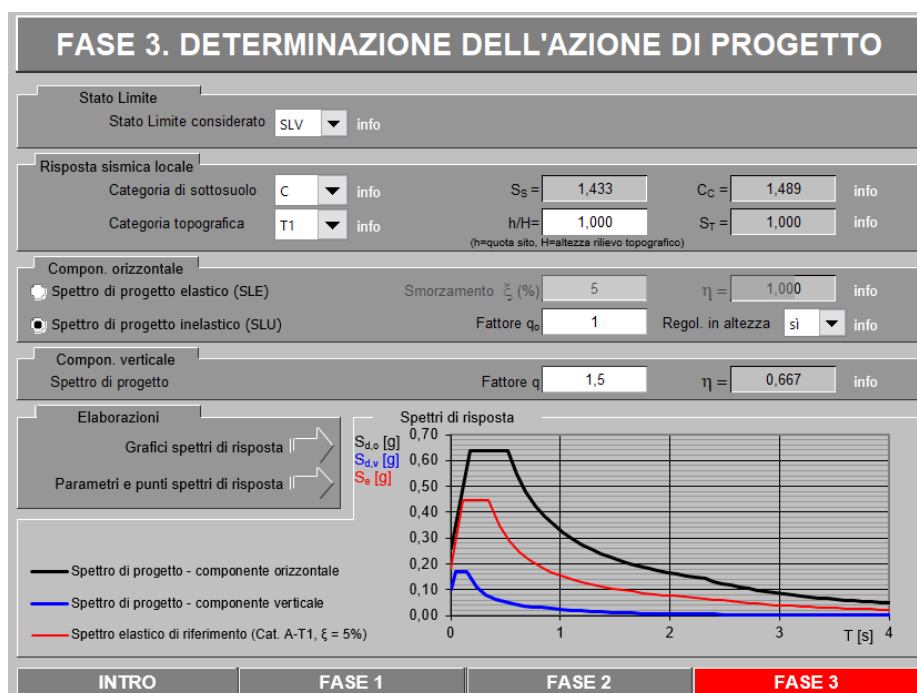 FASE 3. DETERMINAZIONE DELL'AZIONE DI PROGETTO
Stato Limite
Stato Limite considerato SLV info
Risposta sismica locale
Categoria di sottosuolo C info S_S = 1,433 C_C = 1,489 info
Categoria topografica T1 info h/H= 1,000 S_T = 1,000 info
(h=quota sito, H=altezza rilievo topografico)
Compon. orizzontale
Spettro di progetto elastico (SLE) Smorzamento ξ (%) 5 η = 1,000 info
Spettro di progetto inelastico (SLU) Fattore q_o 1 Regol. in altezza sì info
Compon. verticale
Spettro di progetto Fattore q 1,5 η = 0,667 info
Elaborazioni
Grafici spettri di risposta
Parametri e punti spettri di risposta
Spettri di risposta
S_d,o [g]
S_d,v [g]
S_e [g]
0,70
0,60
0,50
0,40
0,30
0,20
0,10
0,00
0 1 2 3 4
T [s]
Spettro di progetto - componente orizzontale
Spettro di progetto - componente verticale
Spettro elastico di riferimento (Cat. A-T1, ξ = 5%)
INTRO FASE 1 FASE 2 FASE 3